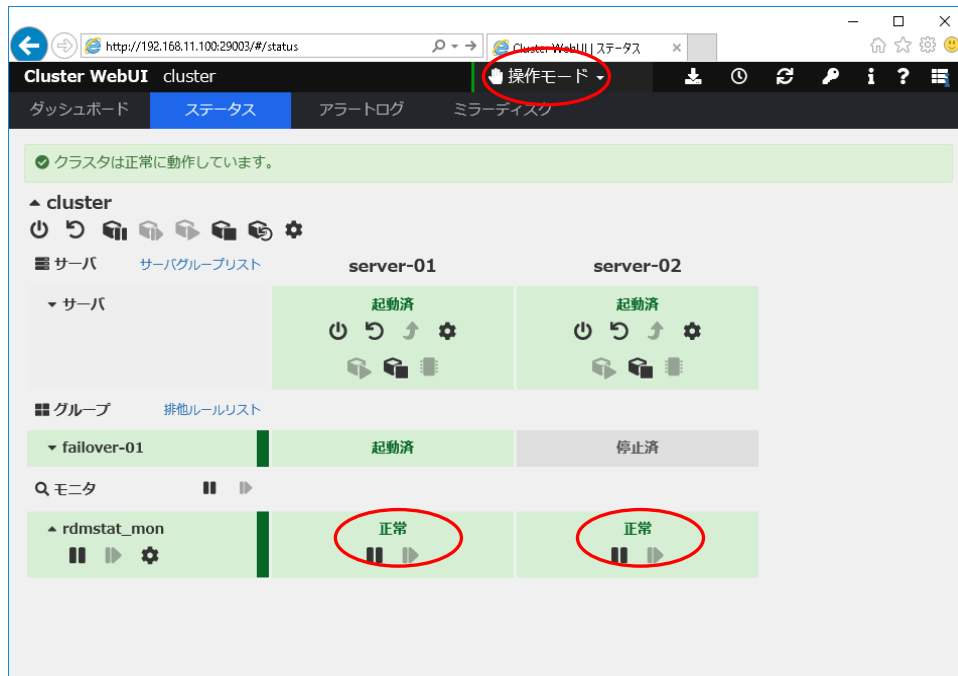 http://192.168.11.100:29003/#/status
Cluster WebUI | ステータス
Cluster WebUI cluster
操作モード
ダッシュボード ステータス アラートログ ミラーディスク
クラスタは正常に動作しています。
cluster
サーバ サーバグループリスト server-01 server-02
サーバ 起動済 起動済
グループ 排他ルールリスト
failover-01 起動済 停止済
モニタ
rdmstat_mon 正常 正常